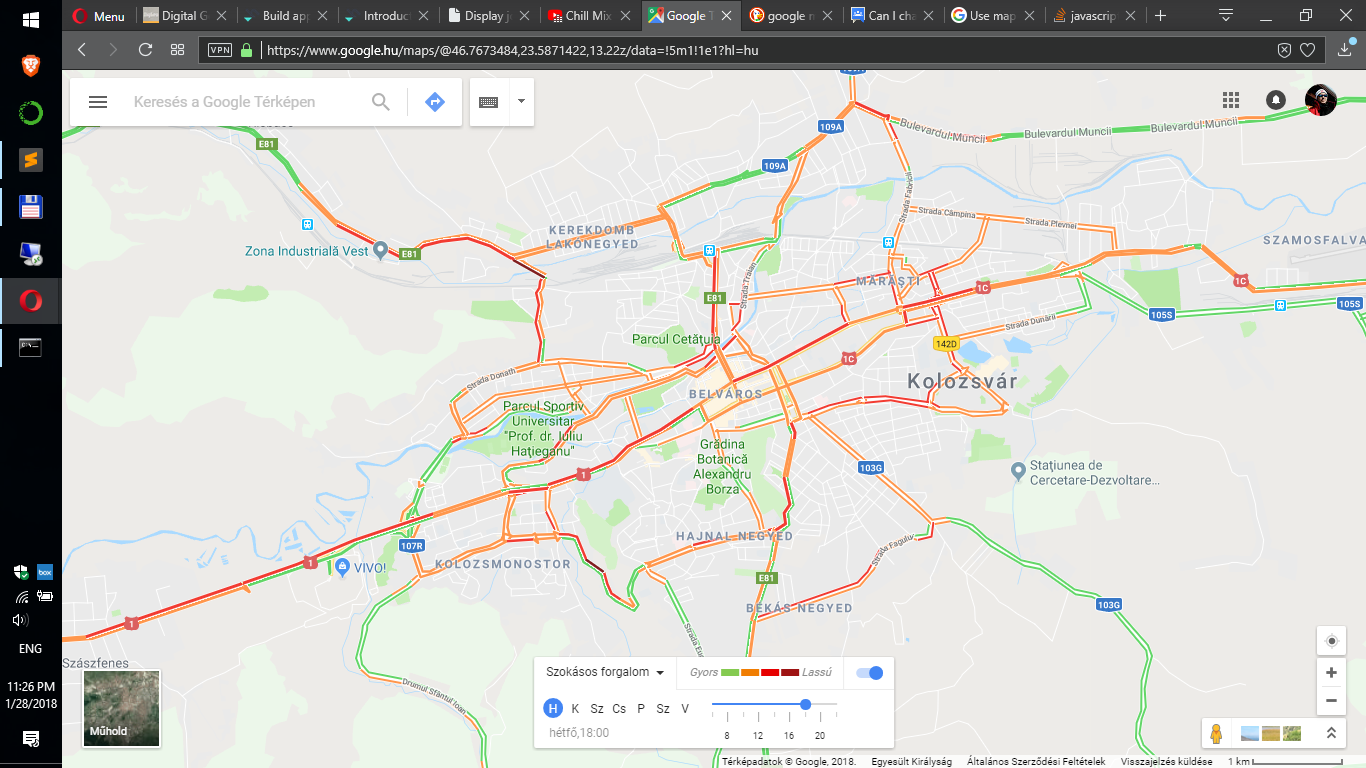 Menu
Digital G
Build app
Introduct
Display je
Chill Mix
Google T
google m
Can I cha
Use map
javascrip
VPN
https://www.google.hu/maps/@46.7673484,23.5871422,13.22z/data=!5m1!1e1?hl=hu
Keresés a Google Térképen
109A
Bulevardul Muncii
Bulevardul Muncii
Bulevardul Muncii
E81
109A
Strada Fabricii
Strada Câmpina
Strada Plevnei
KEREKDOMB
LAKÓNEGYED
SZAMOSFALVA
Zona Industrială Vest
E81
Strada Traian
MĂRĂȘTI
1C
1C
E81
105S
105S
Strada Dunării
Parcul Cetățuia
142D
1C
Kolozsvár
Strada Donath
BELVÁROS
Parcul Sportiv
Universitar
"Prof. dr. Iuliu
Hațieganu"
Grădina
Botanică
Alexandru
Borza
1
103G
Stațiunea de
Cercetare-Dezvoltare...
HAJNAL NEGYED
107R
Strada Fagului
1
VIVO!
KOLOZSMONOSTOR
E81
BÉKÁS NEGYED
103G
1
Szászfenes
Drumul Sfântul Ioan
Műhold
Szokásos forgalom
Gyors
Lassú
H K Sz Cs P Sz V
hétfő,18:00
8 12 16 20
Térképadatok © Google, 2018.
Egyesült Királyság
Általános Szerződési Feltételek
Visszajelzés küldése
1 km
box
ENG
11:26 PM
1/28/2018